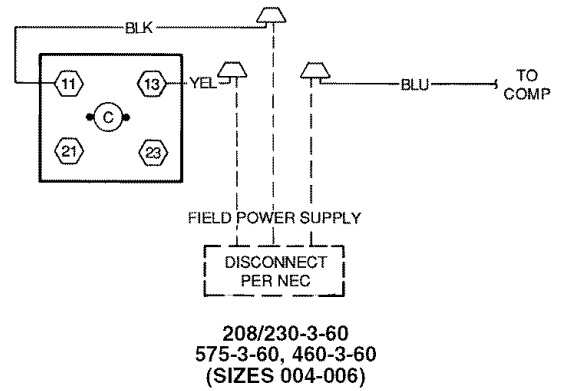 BLK
11
13
YEL
BLU
TO
COMP
C
21
23
FIELD POWER SUPPLY
DISCONNECT
PER NEC
208/230-3-60
575-3-60, 460-3-60
(SIZES 004-006)